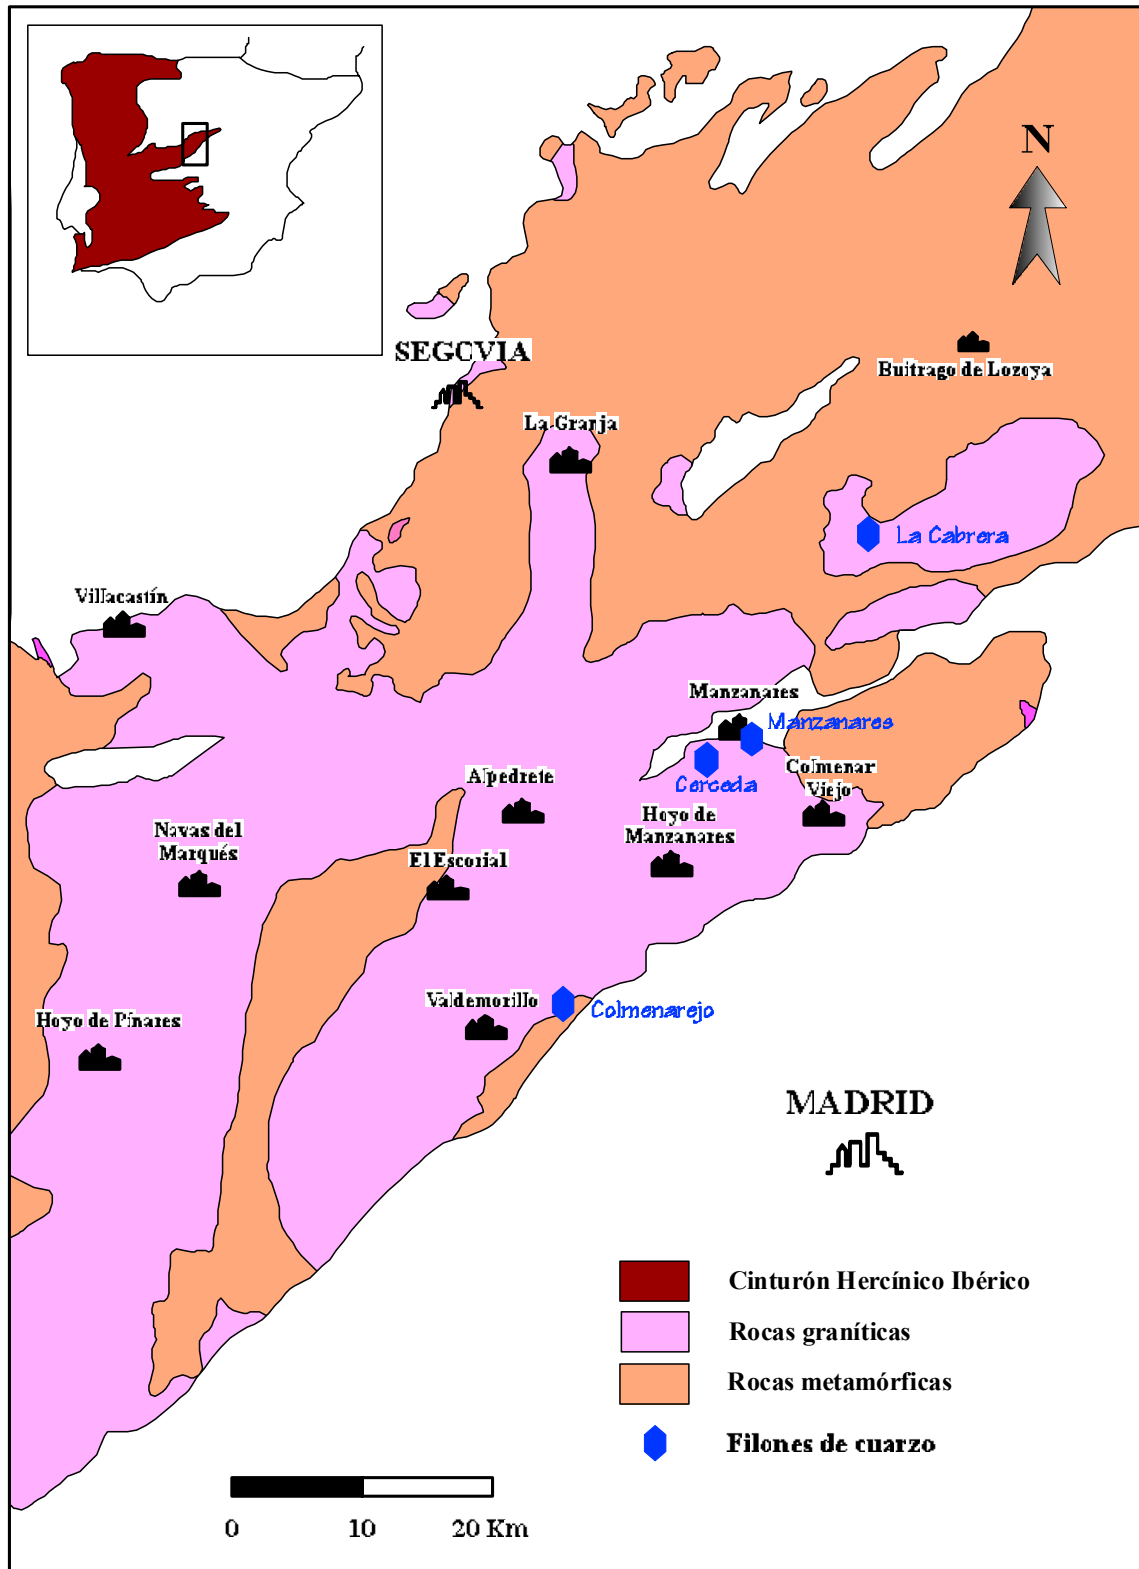 N
SEGOVIA
Buitrago de Lozoya
La Granja
La Cabrera
Villacastín
Manzanares
Manzanares
Cerceda
Colmenar
Viejo
Alpedrete
Hoyo de
Manzanares
Navas del
Marqués
El Escorial
Valdemorillo
Colmenarejo
Hoyo de Pinares
MADRID
Cinturón Hercínico Ibérico
Rocas graníticas
Rocas metamórficas
Filones de cuarzo
0 10 20 Km